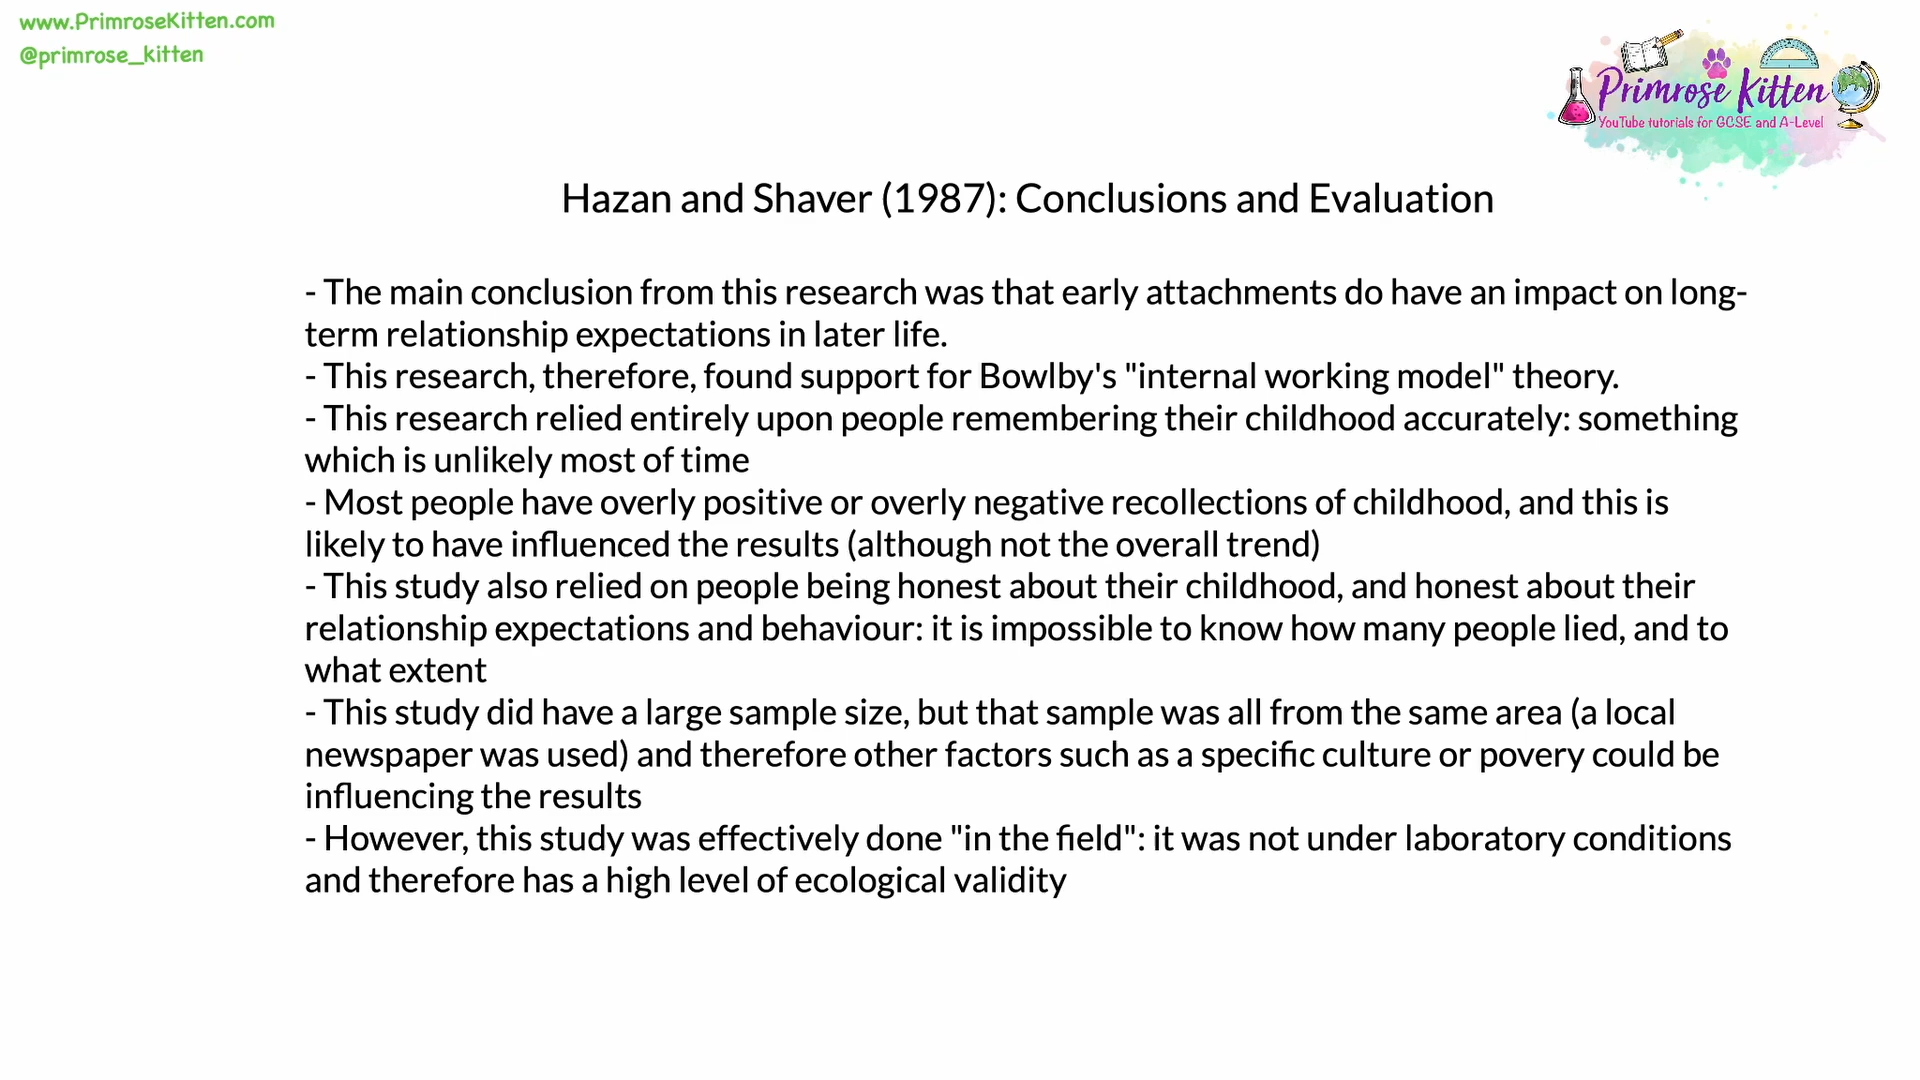 www.PrimroseKitten.com
@primrose_kitten
Primrose Kitten
YouTube tutorials for GCSE and A-Level
Hazan and Shaver (1987): Conclusions and Evaluation
- The main conclusion from this research was that early attachments do have an impact on long-
term relationship expectations in later life.
- This research, therefore, found support for Bowlby's "internal working model" theory.
- This research relied entirely upon people remembering their childhood accurately: something
which is unlikely most of time
- Most people have overly positive or overly negative recollections of childhood, and this is
likely to have influenced the results (although not the overall trend)
- This study also relied on people being honest about their childhood, and honest about their
relationship expectations and behaviour: it is impossible to know how many people lied, and to
what extent
- This study did have a large sample size, but that sample was all from the same area (a local
newspaper was used) and therefore other factors such as a specific culture or povery could be
influencing the results
- However, this study was effectively done "in the field": it was not under laboratory conditions
and therefore has a high level of ecological validity